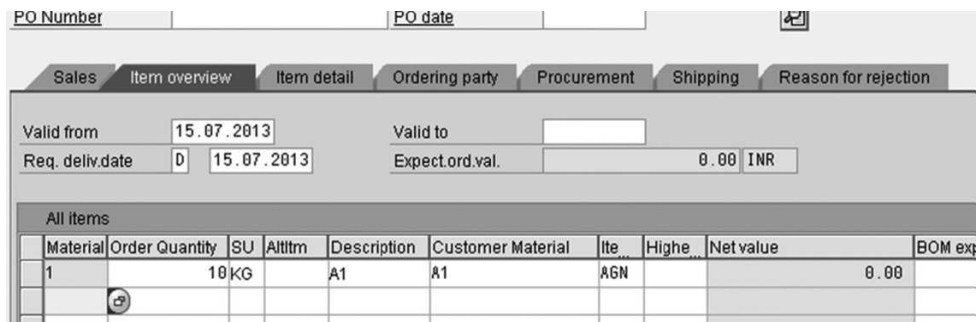 PO Number PO date
Sales Item overview Item detail Ordering party Procurement Shipping Reason for rejection
Valid from 15.07.2013 Valid to
Req. deliv.date D 15.07.2013 Expect.ord.val. 0.00 INR
All items
Material Order Quantity SU AltItm Description Customer Material Ite... Highe... Net value BOM exp
1 10 KG A1 A1 AGN 0.00